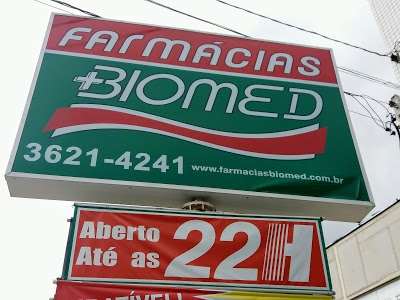 FARMÁCIAS
+BIOMED
3621-4241 www.farmaciasbiomed.com.br
Aberto
Até as 22H